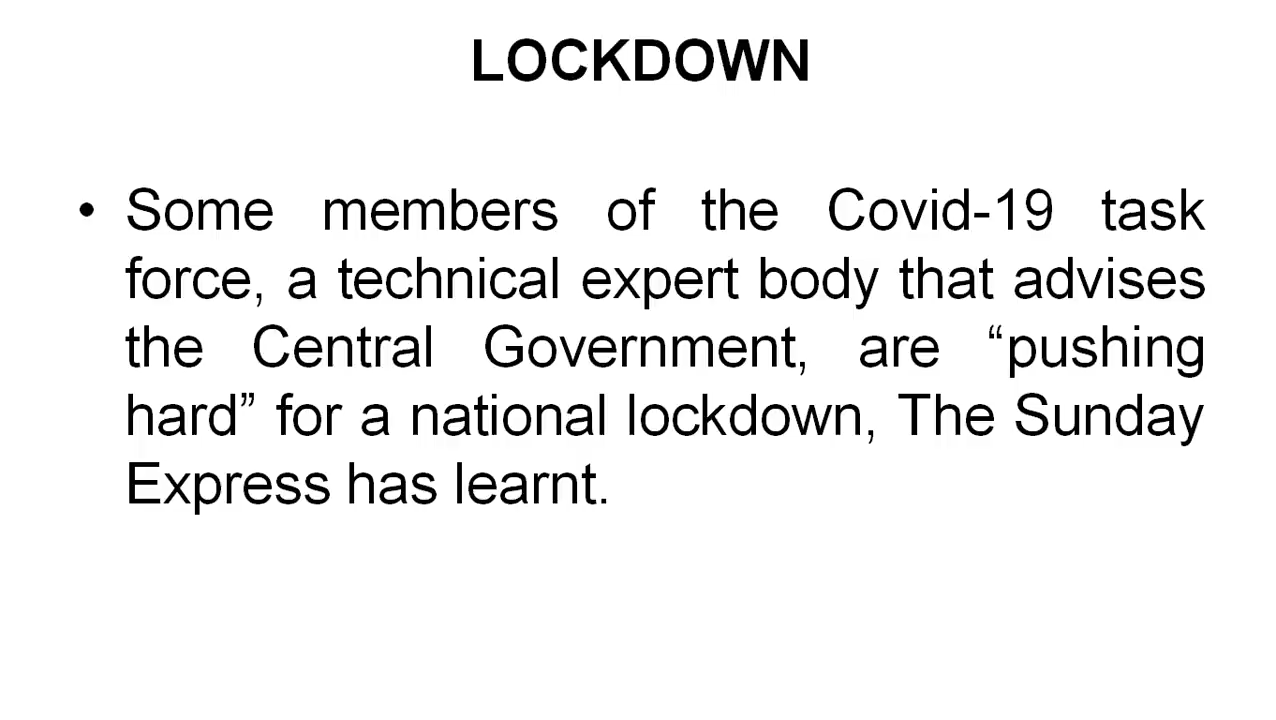 LOCKDOWN
• Some members of the Covid-19 task
force, a technical expert body that advises
the Central Government, are “pushing
hard” for a national lockdown, The Sunday
Express has learnt.